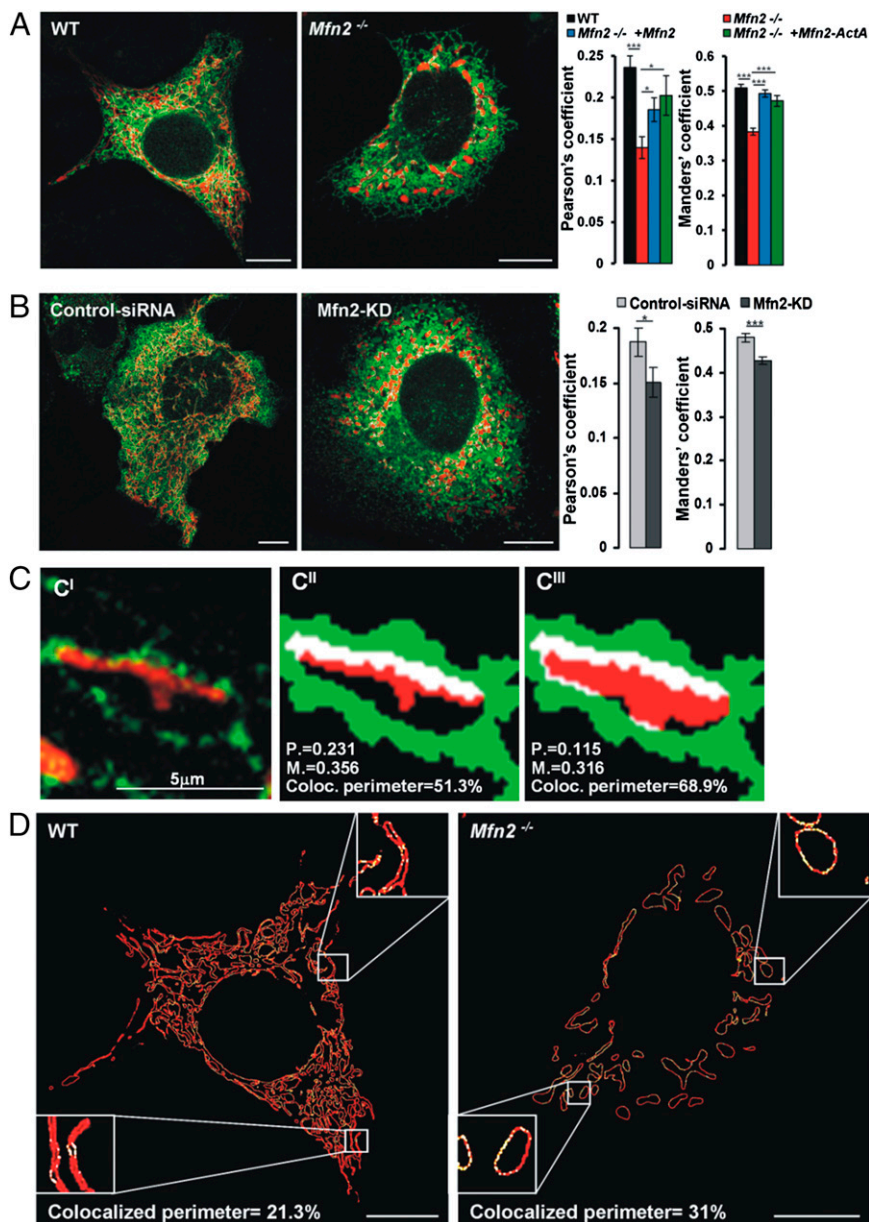 A
WT
Mfn2 -/-
WT
Mfn2 -/-
Mfn2 -/- +Mfn2
Mfn2 -/- +Mfn2-ActA
Pearson's coefficient
0.25
0.20
0.15
0.10
0.05
0
***
*
*
Manders' coefficient
0.6
0.5
0.4
0.3
0.2
0.1
0
***
***
***
B
Control-siRNA
Mfn2-KD
Control-siRNA
Mfn2-KD
Pearson's coefficient
0.2
0.15
0.1
0.05
0
*
Manders' coefficient
0.5
0.4
0.3
0.2
0.1
0
***
C
Cᴵ
5μm
Cᴵᴵ
P.=0.231
M.=0.356
Coloc. perimeter=51.3%
Cᴵᴵᴵ
P.=0.115
M.=0.316
Coloc. perimeter=68.9%
D
WT
Colocalized perimeter= 21.3%
Mfn2 -/-
Colocalized perimeter= 31%